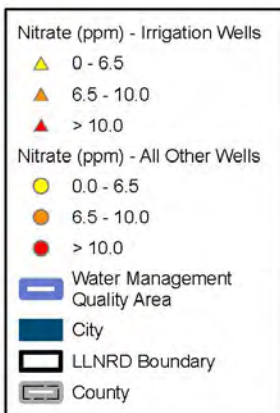 Nitrate (ppm) - Irrigation Wells
0 - 6.5
6.5 - 10.0
> 10.0
Nitrate (ppm) - All Other Wells
0.0 - 6.5
6.5 - 10.0
> 10.0
Water Management
Quality Area
City
LLNRD Boundary
County